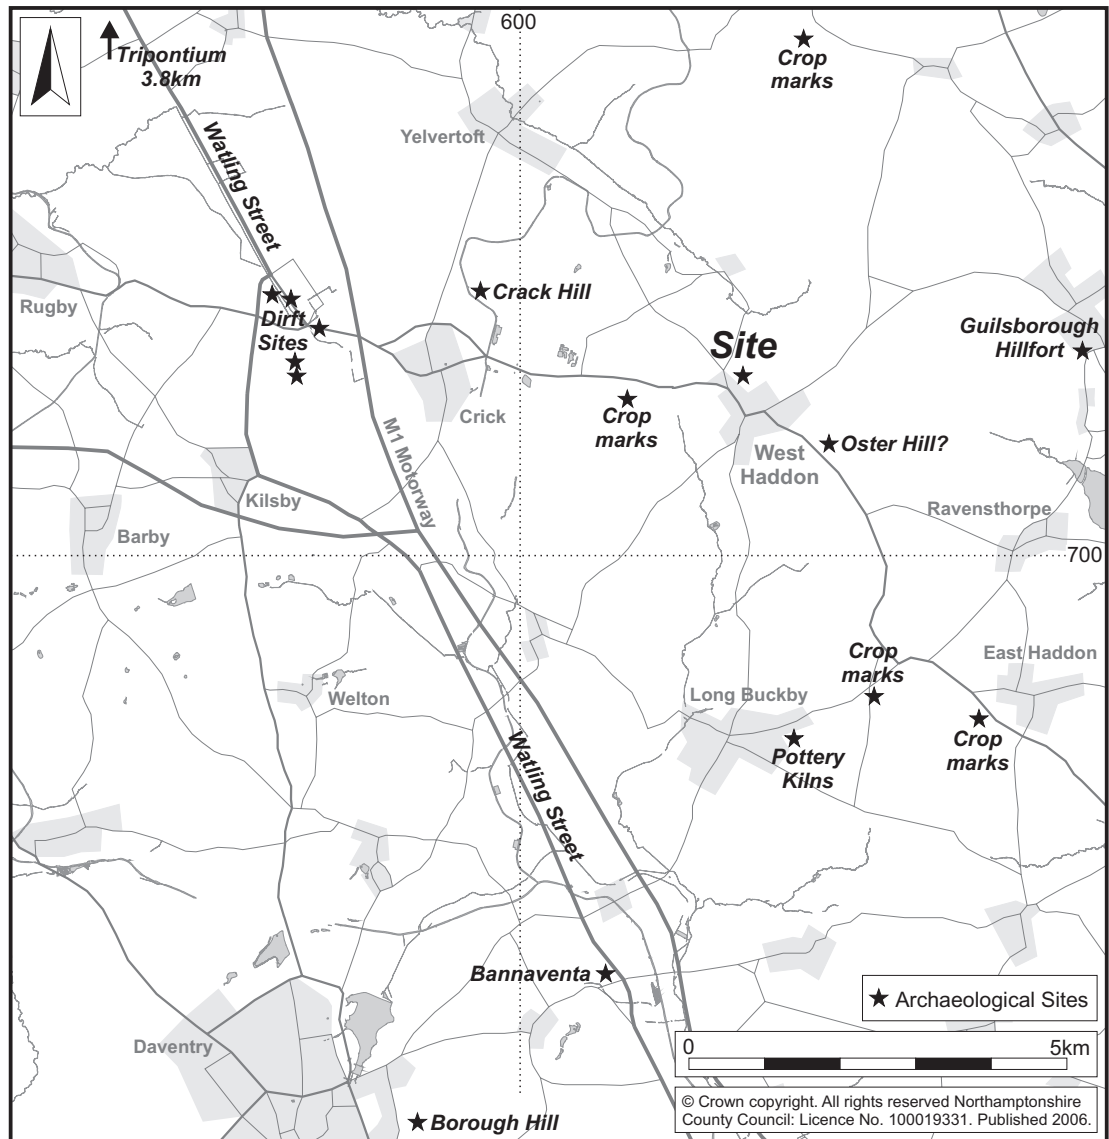 600
Tripontium
3.8km
Crop
marks
Yelvertoft
Watling Street
Rugby
Dirft
Sites
Crack Hill
Guilsborough
Hillfort
Site
Crick
Crop
marks
M1 Motorway
West
Haddon
Oster Hill?
Kilsby
Barby
Ravensthorpe
700
Crop
marks
East Haddon
Welton
Long Buckby
Crop
marks
Pottery
Kilns
Watling Street
Bannaventa
Archaeological Sites
Daventry
0
5km
Borough Hill
© Crown copyright. All rights reserved Northamptonshire
County Council: Licence No. 100019331. Published 2006.